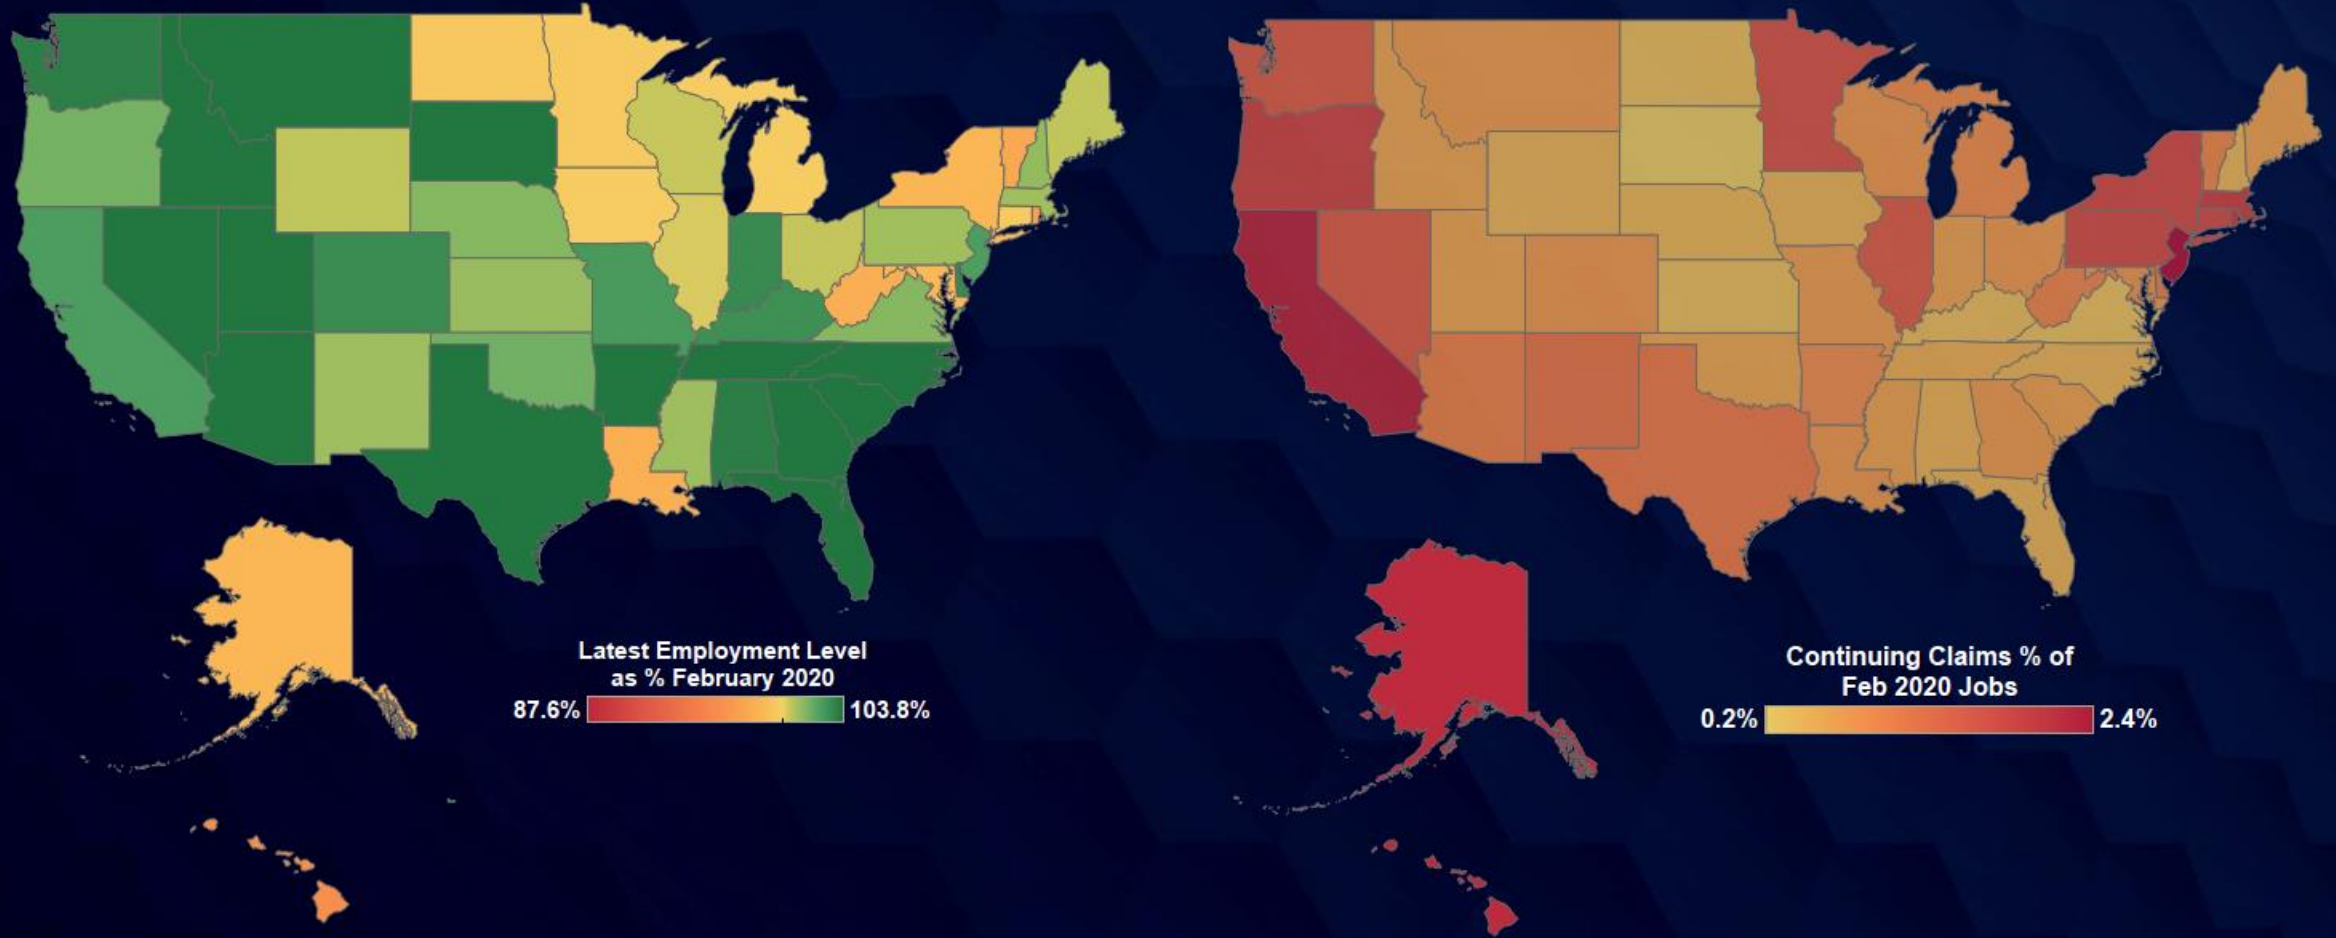 Latest Employment Level
as % February 2020
87.6% 103.8%
Continuing Claims % of
Feb 2020 Jobs
0.2% 2.4%